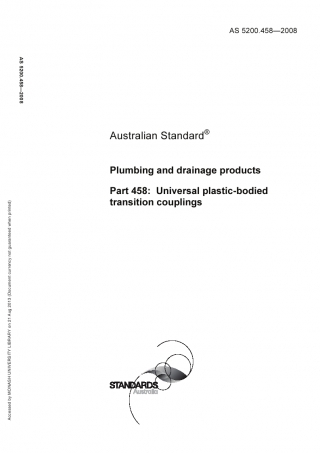 AS 5200.458—2008
AS 5200.458—2008
Australian Standard®
Plumbing and drainage products
Part 458: Universal plastic-bodied
transition couplings
Accessed by MONASH UNIVERSITY LIBRARY on 21 Aug 2012 (Document currency not guaranteed when printed)
STANDARDS
Australia